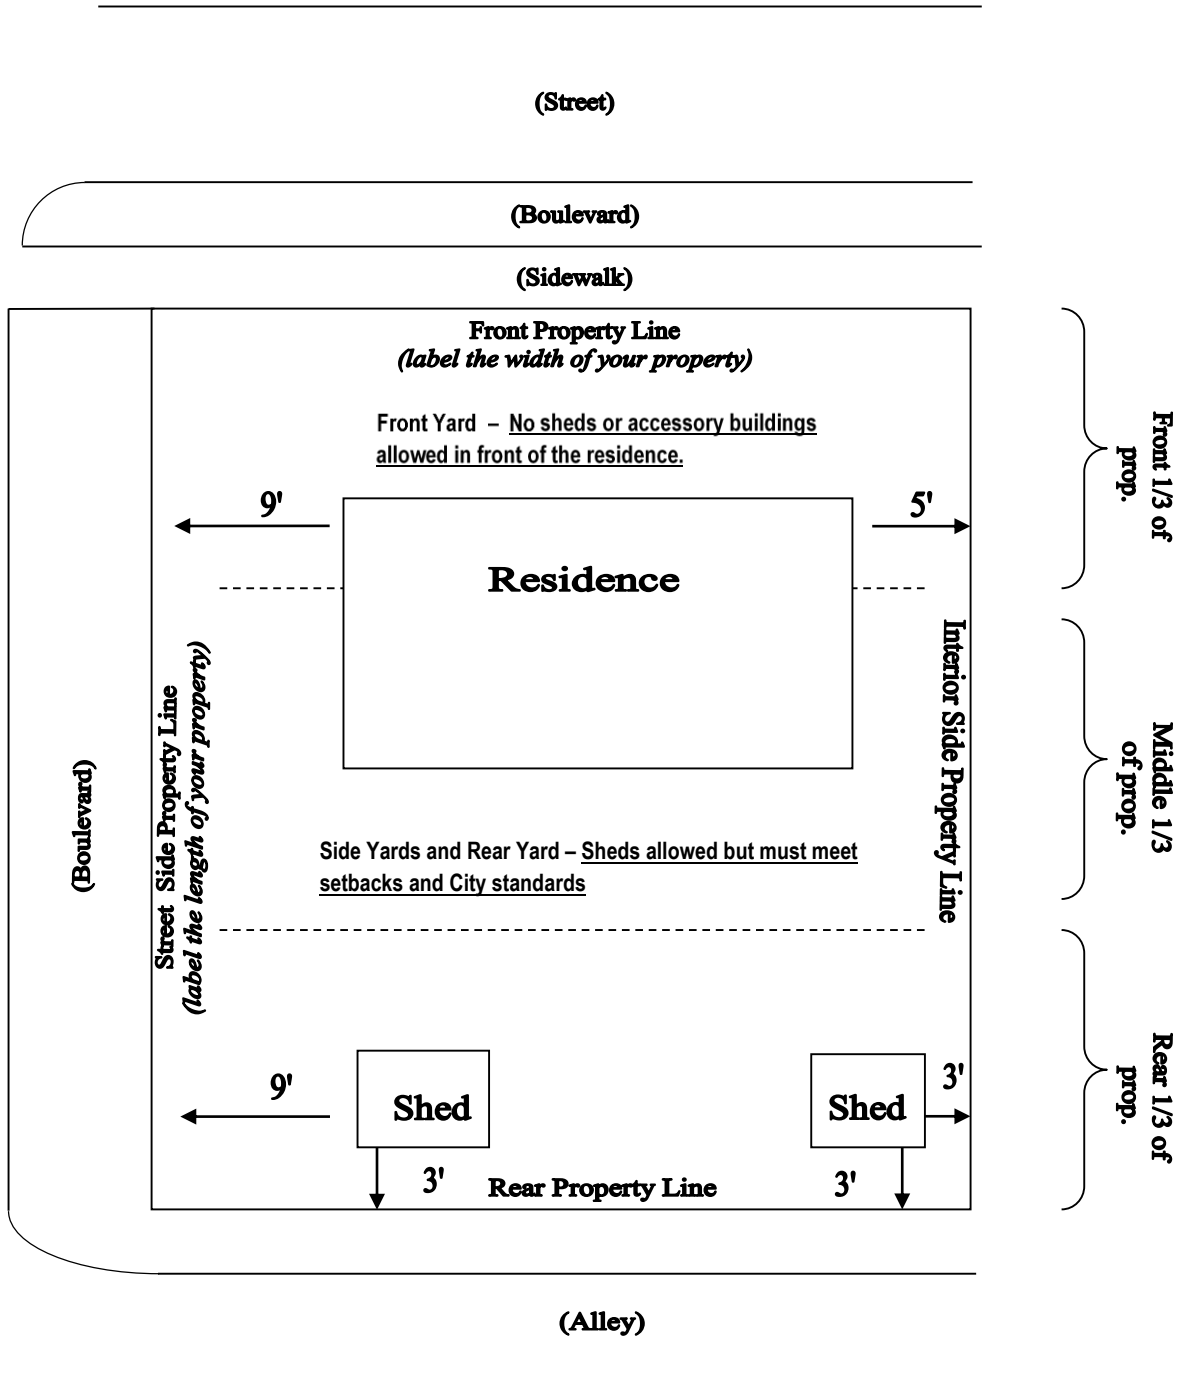 (Street)
(Boulevard)
(Sidewalk)
Front Property Line
(label the width of your property)
Front Yard – No sheds or accessory buildings
allowed in front of the residence.
9'
5'
Residence
Front 1/3 of
prop.
Interior Side Property Line
Middle 1/3
of prop.
(Boulevard)
Street Side Property Line
(label the length of your property)
Side Yards and Rear Yard – Sheds allowed but must meet
setbacks and City standards
9'
Shed
3'
Shed
3'
3'
Rear Property Line
Rear 1/3 of
prop.
(Alley)